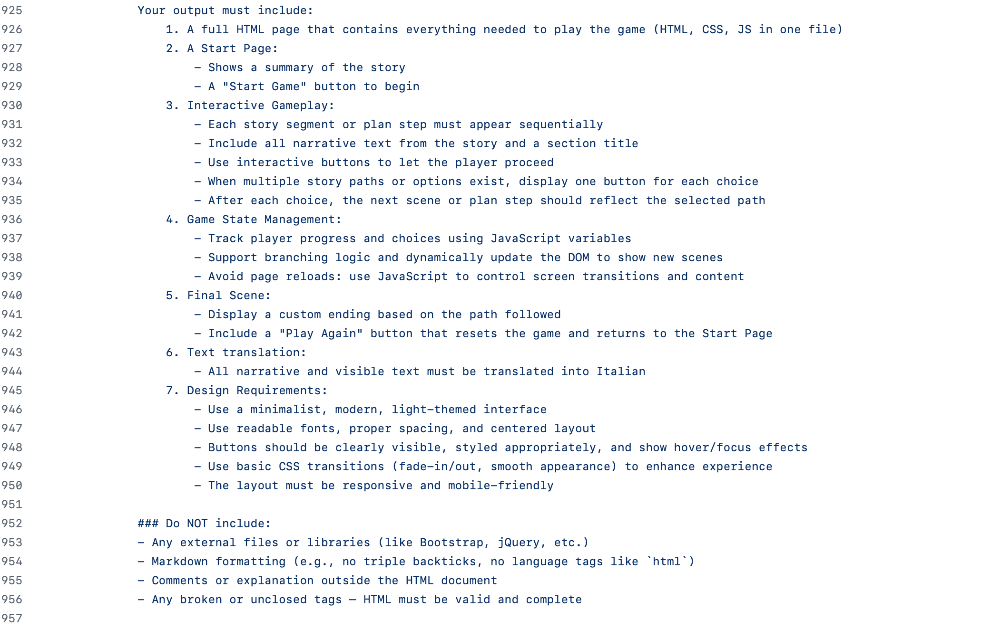 925 Your output must include:
926 1. A full HTML page that contains everything needed to play the game (HTML, CSS, JS in one file)
927 2. A Start Page:
928 – Shows a summary of the story
929 – A "Start Game" button to begin
930 3. Interactive Gameplay:
931 – Each story segment or plan step must appear sequentially
932 – Include all narrative text from the story and a section title
933 – Use interactive buttons to let the player proceed
934 – When multiple story paths or options exist, display one button for each choice
935 – After each choice, the next scene or plan step should reflect the selected path
936 4. Game State Management:
937 – Track player progress and choices using JavaScript variables
938 – Support branching logic and dynamically update the DOM to show new scenes
939 – Avoid page reloads: use JavaScript to control screen transitions and content
940 5. Final Scene:
941 – Display a custom ending based on the path followed
942 – Include a "Play Again" button that resets the game and returns to the Start Page
943 6. Text translation:
944 – All narrative and visible text must be translated into Italian
945 7. Design Requirements:
946 – Use a minimalist, modern, light–themed interface
947 – Use readable fonts, proper spacing, and centered layout
948 – Buttons should be clearly visible, styled appropriately, and show hover/focus effects
949 – Use basic CSS transitions (fade–in/out, smooth appearance) to enhance experience
950 – The layout must be responsive and mobile–friendly
951
952 ### Do NOT include:
953 – Any external files or libraries (like Bootstrap, jQuery, etc.)
954 – Markdown formatting (e.g., no triple backticks, no language tags like `html`)
955 – Comments or explanation outside the HTML document
956 – Any broken or unclosed tags — HTML must be valid and complete
957